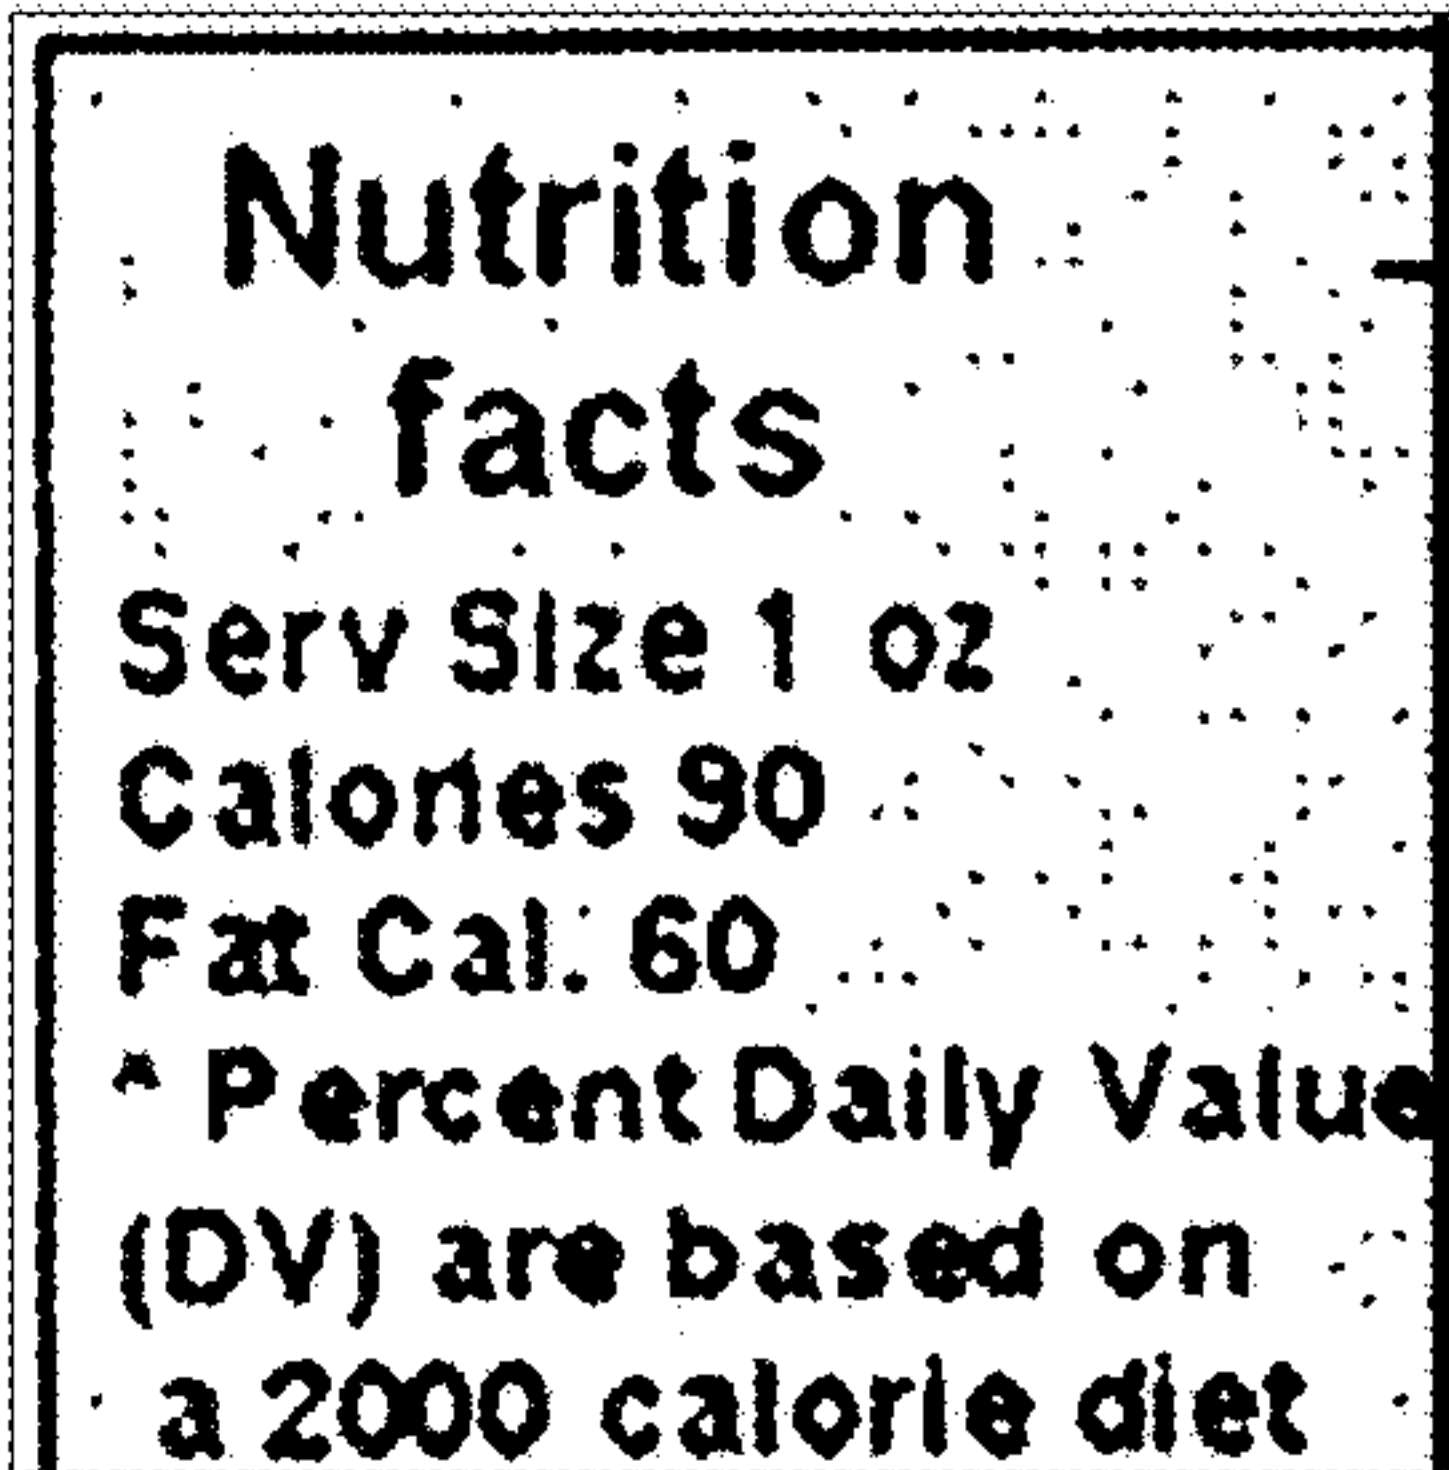 Nutrition
facts
Serv Size 1 oz
Calories 90
Fat Cal. 60
* Percent Daily Value
(DV) are based on
a 2000 calorie diet